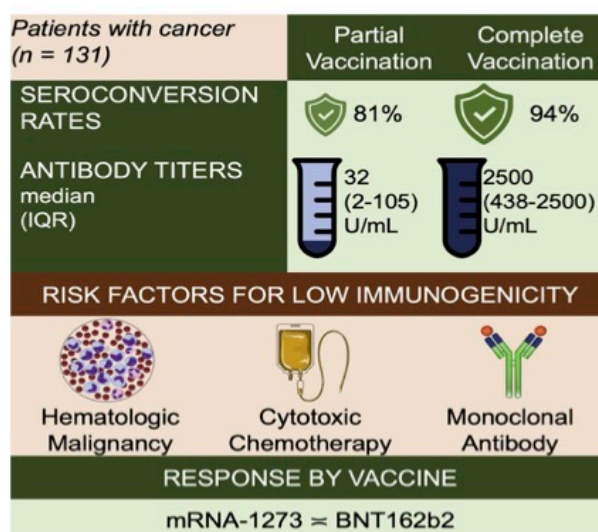 Patients with cancer
(n = 131)
Partial
Vaccination
Complete
Vaccination
SEROCONVERSION
RATES
81%
94%
ANTIBODY TITERS
median
(IQR)
32
(2-105)
U/mL
2500
(438-2500)
U/mL
RISK FACTORS FOR LOW IMMUNOGENICITY
Hematologic
Malignancy
Cytotoxic
Chemotherapy
Monoclonal
Antibody
RESPONSE BY VACCINE
mRNA-1273 ≍ BNT162b2